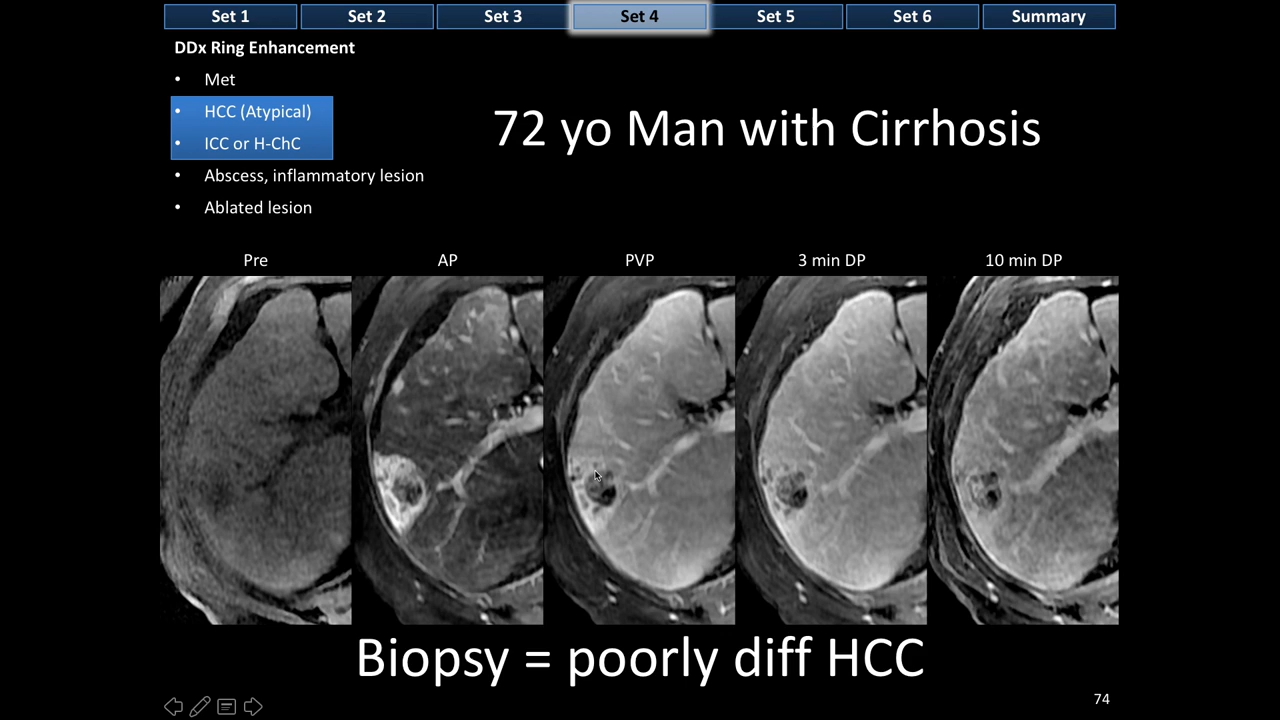 Set 1 Set 2 Set 3 Set 4 Set 5 Set 6 Summary
DDx Ring Enhancement
• Met
• HCC (Atypical)
• ICC or H-ChC
• Abscess, inflammatory lesion
• Ablated lesion
72 yo Man with Cirrhosis
Pre AP PVP 3 min DP 10 min DP
Biopsy = poorly diff HCC
74